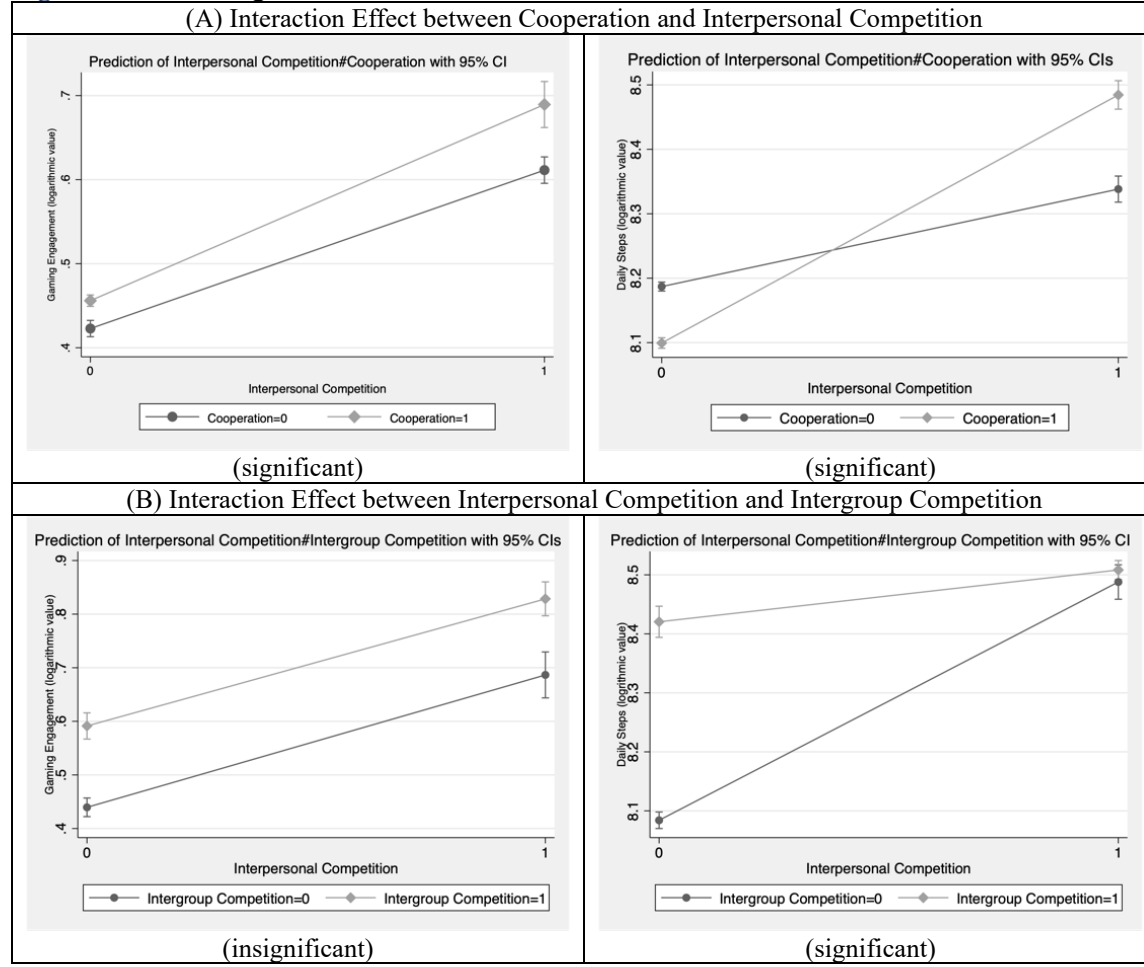 (A) Interaction Effect between Cooperation and Interpersonal Competition
Prediction of Interpersonal Competition#Cooperation with 95% CI
Gaming Engagement (logarithmic value)
.7
.6
.5
.4
0
1
Interpersonal Competition
Cooperation=0
Cooperation=1
(significant)
Prediction of Interpersonal Competition#Cooperation with 95% CIs
Daily Steps (logarithmic value)
8.5
8.4
8.3
8.2
8.1
0
1
Interpersonal Competition
Cooperation=0
Cooperation=1
(significant)
(B) Interaction Effect between Interpersonal Competition and Intergroup Competition
Prediction of Interpersonal Competition#Intergroup Competition with 95% CIs
Gaming Engagement (logarithmic value)
.9
.8
.7
.6
.5
.4
0
1
Interpersonal Competition
Intergroup Competition=0
Intergroup Competition=1
(insignificant)
Prediction of Interpersonal Competition#Intergroup Competition with 95% CI
Daily Steps (logrithmic value)
8.5
8.4
8.3
8.2
8.1
0
1
Interpersonal Competition
Intergroup Competition=0
Intergroup Competition=1
(significant)